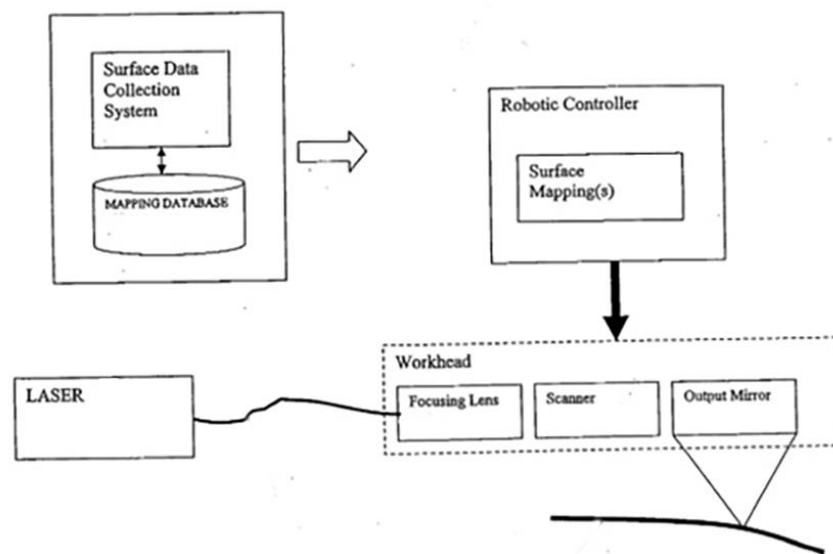 Surface Data
Collection
System
MAPPING DATABASE
Robotic Controller
Surface
Mapping(s)
Workhead
LASER
Focusing Lens
Scanner
Output Mirror